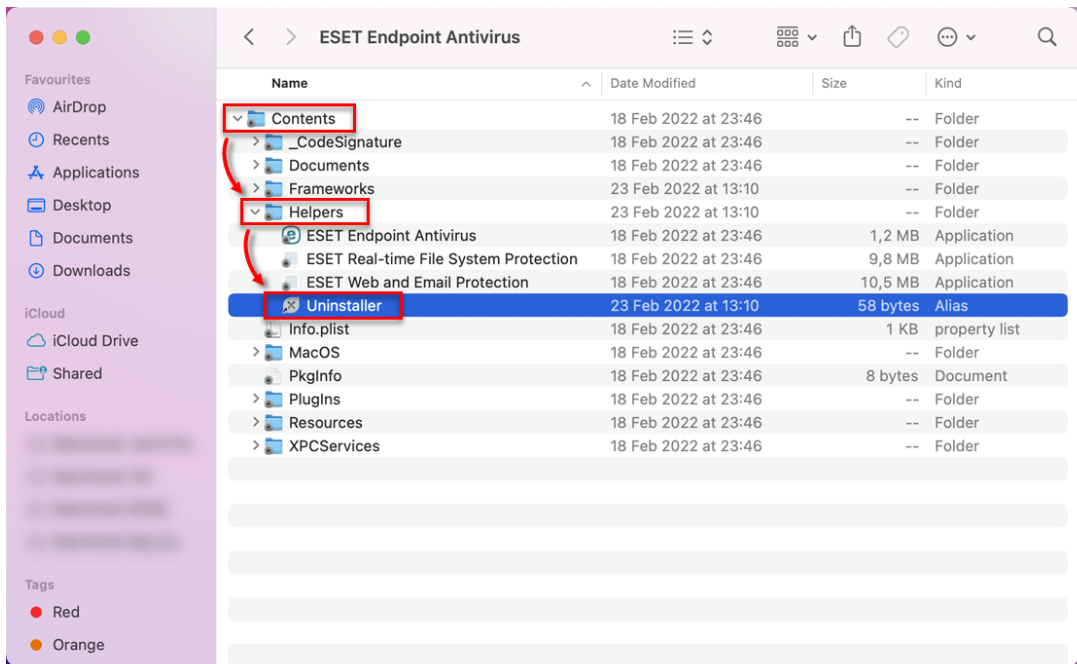 ESET Endpoint Antivirus
Favourites
AirDrop
Recents
Applications
Desktop
Documents
Downloads
iCloud
iCloud Drive
Shared
Locations
Tags
Red
Orange
Name Date Modified Size Kind
Contents 18 Feb 2022 at 23:46 -- Folder
_CodeSignature 18 Feb 2022 at 23:46 -- Folder
Documents 18 Feb 2022 at 23:46 -- Folder
Frameworks 23 Feb 2022 at 13:10 -- Folder
Helpers 23 Feb 2022 at 13:10 -- Folder
ESET Endpoint Antivirus 18 Feb 2022 at 23:46 1,2 MB Application
ESET Real-time File System Protection 18 Feb 2022 at 23:46 9,8 MB Application
ESET Web and Email Protection 18 Feb 2022 at 23:46 10,5 MB Application
Uninstaller 23 Feb 2022 at 13:10 58 bytes Alias
Info.plist 18 Feb 2022 at 23:46 1 KB property list
MacOS 18 Feb 2022 at 23:46 -- Folder
PkgInfo 18 Feb 2022 at 23:46 8 bytes Document
PlugIns 18 Feb 2022 at 23:46 -- Folder
Resources 18 Feb 2022 at 23:46 -- Folder
XPCServices 18 Feb 2022 at 23:46 -- Folder